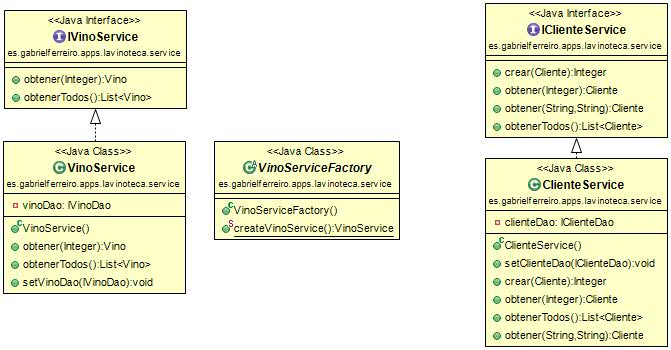 <<Java Interface>>
IVinoService
es.gabrielferreiro.apps.lavinoteca.service
obtener(Integer):Vino
obtenerTodos():List<Vino>
<<Java Class>>
VinoService
es.gabrielferreiro.apps.lavinoteca.service
vinoDao: IVinoDao
VinoService()
obtener(Integer):Vino
obtenerTodos():List<Vino>
setVinoDao(IVinoDao):void
<<Java Class>>
VinoServiceFactory
es.gabrielferreiro.apps.lavinoteca.service
VinoServiceFactory()
createVinoService():VinoService
<<Java Interface>>
IClienteService
es.gabrielferreiro.apps.lavinoteca.service
crear(Cliente):Integer
obtener(Integer):Cliente
obtener(String,String):Cliente
obtenerTodos():List<Cliente>
<<Java Class>>
ClienteService
es.gabrielferreiro.apps.lavinoteca.service
clienteDao: IClienteDao
ClienteService()
setClienteDao(IClienteDao):void
crear(Cliente):Integer
obtener(Integer):Cliente
obtenerTodos():List<Cliente>
obtener(String,String):Cliente